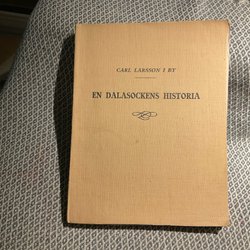 CARL LARSSON I BY
EN DALASOCKENS HISTORIA